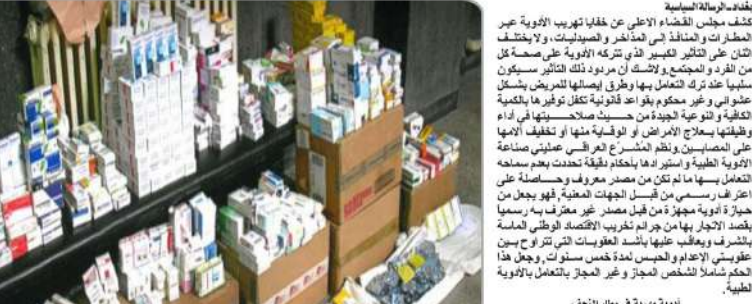 بغداد-الرسالة السياسية
كشف مجلس القضاء الاعلى عن خفايا تهريب الأدوية عبر
المطارات والمنافذ إلى المذاخر والصيدليات، ولا يختلف
اثنان على التأثير الكبير الذي تتركه الأدوية على صحة كل
من الفرد والمجتمع.ولاشك أن مردود ذلك التأثير سيكون
سلبياً عند ترك التعامل بها وطرق إيصالها للمريض بشكل
عشوائي وغير محكوم بقواعد قانونية تكفل توفيرها بالكمية
الكافية و النوعية الجيدة من حيث صلاحيتها في أداء
وظيفتها بعلاج الأمراض أو الوقاية منها أو تخفيف آلامها
على المصابين.ونظم المشرّع العراقي عمليتي صناعة
الأدوية الطبية واستيرادها بأحكام دقيقة تحددت بعدم سماحه
التعامل بها ما لم تكن من مصدر معروف وحاصلة على
اعتراف رسمي من قبل الجهات المعنية,فهو يجعل من
حيازة أدوية مجهزة من قبل مصدر غير معترف به رسمياً
بقصد الاتجار بها من جرائم تخريب الاقتصاد الوطني الماسة
بالشرف ويعاقب عليها بأشد العقوبات التي تتراوح بين
عقوبتي الإعدام والحبس لمدة خمس سنوات,وجعل هذا
الحكم شاملاً الشخص المجاز و غير المجاز بالتعامل بالأدوية
الطبية.